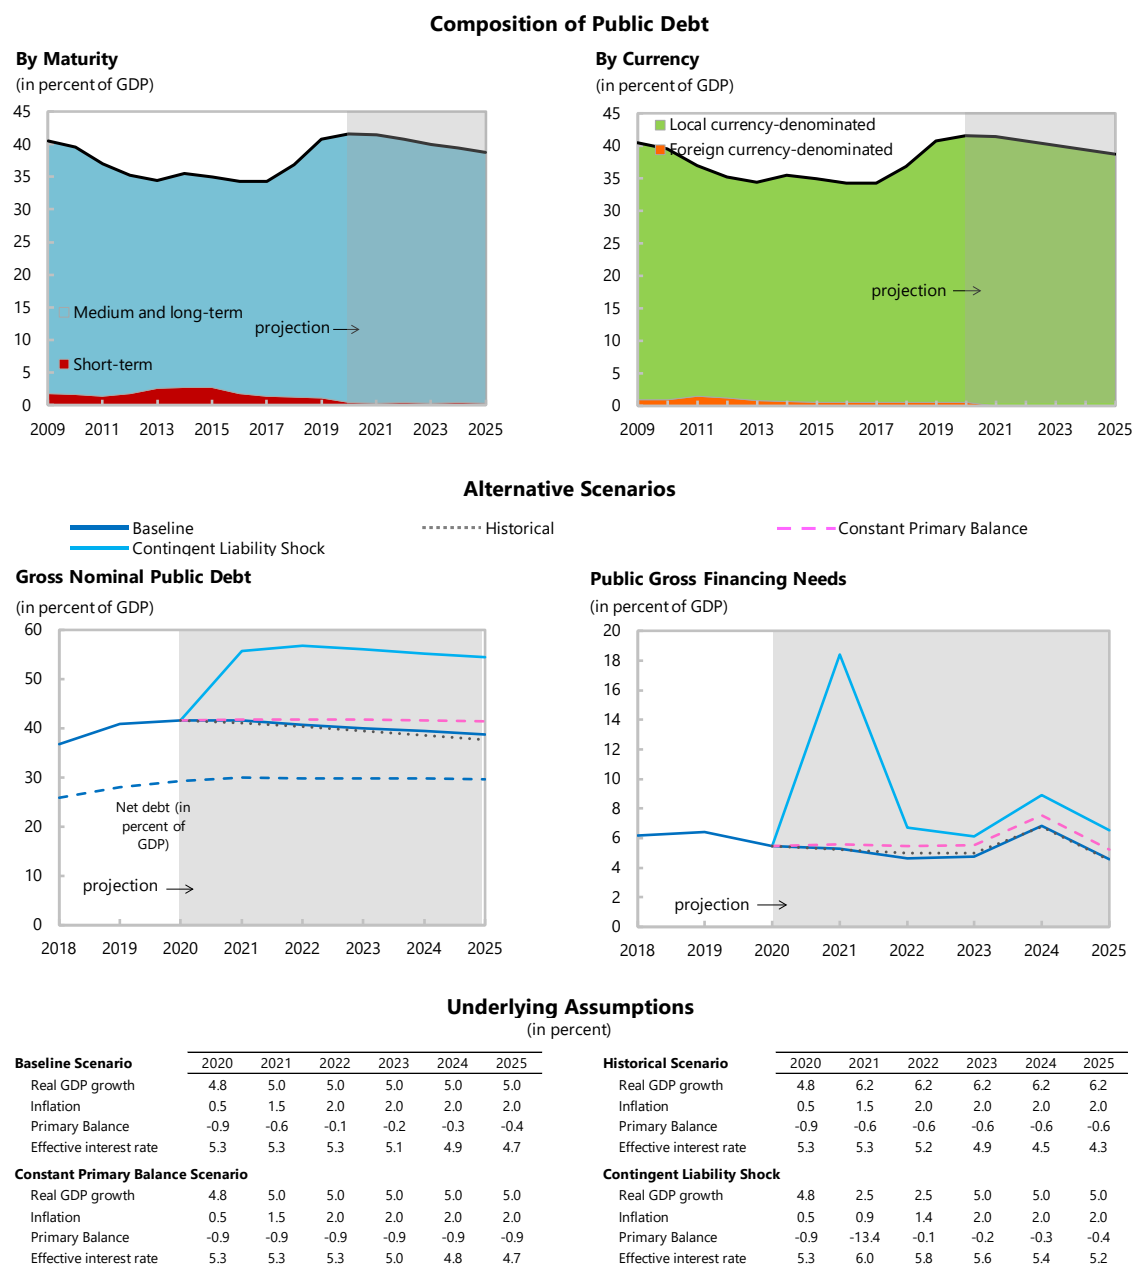 Composition of Public Debt
By Maturity
(in percent of GDP)
45
40
35
30
25
20
15
10
5
0
Medium and long-term
projection
Short-term
2009 2011 2013 2015 2017 2019 2021 2023 2025
By Currency
(in percent of GDP)
45
40
35
30
25
20
15
10
5
0
Local currency-denominated
Foreign currency-denominated
projection
2009 2011 2013 2015 2017 2019 2021 2023 2025
Alternative Scenarios
Baseline Historical Constant Primary Balance
Contingent Liability Shock
Gross Nominal Public Debt
(in percent of GDP)
60
50
40
30
20
10
0
Net debt (in
percent of
GDP)
projection
2018 2019 2020 2021 2022 2023 2024 2025
Public Gross Financing Needs
(in percent of GDP)
20
18
16
14
12
10
8
6
4
2
0
projection
2018 2019 2020 2021 2022 2023 2024 2025
Underlying Assumptions
(in percent)
Baseline Scenario 2020 2021 2022 2023 2024 2025
Real GDP growth 4.8 5.0 5.0 5.0 5.0 5.0
Inflation 0.5 1.5 2.0 2.0 2.0 2.0
Primary Balance -0.9 -0.6 -0.1 -0.2 -0.3 -0.4
Effective interest rate 5.3 5.3 5.3 5.1 4.9 4.7
Constant Primary Balance Scenario
Real GDP growth 4.8 5.0 5.0 5.0 5.0 5.0
Inflation 0.5 1.5 2.0 2.0 2.0 2.0
Primary Balance -0.9 -0.9 -0.9 -0.9 -0.9 -0.9
Effective interest rate 5.3 5.3 5.3 5.0 4.8 4.7
Historical Scenario 2020 2021 2022 2023 2024 2025
Real GDP growth 4.8 6.2 6.2 6.2 6.2 6.2
Inflation 0.5 1.5 2.0 2.0 2.0 2.0
Primary Balance -0.9 -0.6 -0.6 -0.6 -0.6 -0.6
Effective interest rate 5.3 5.3 5.2 4.9 4.5 4.3
Contingent Liability Shock
Real GDP growth 4.8 2.5 2.5 5.0 5.0 5.0
Inflation 0.5 0.9 1.4 2.0 2.0 2.0
Primary Balance -0.9 -13.4 -0.1 -0.2 -0.3 -0.4
Effective interest rate 5.3 6.0 5.8 5.6 5.4 5.2